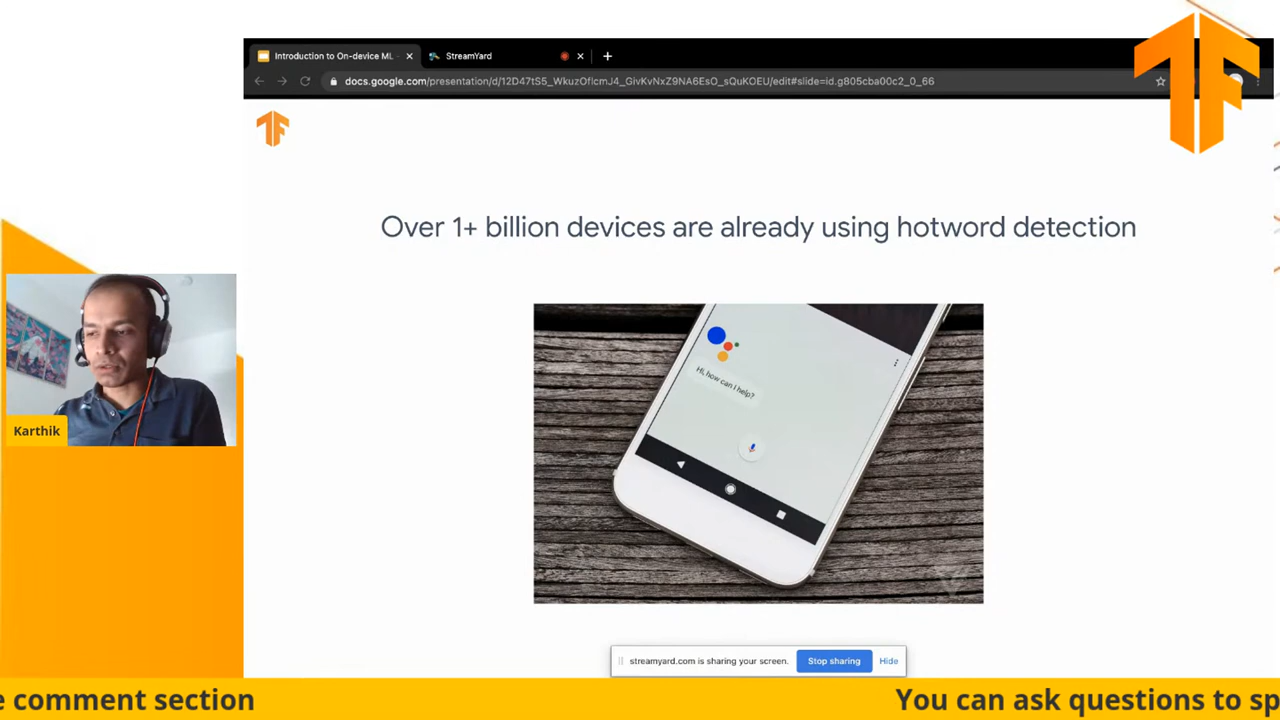 Introduction to On-device ML -
StreamYard
docs.google.com/presentation/d/12D47tS5_WkuzOflcmJ4_GivKvNxZ9NA6EsO_sQuKOEU/edit#slide=id.g805cba00c2_0_66
Over 1+ billion devices are already using hotword detection
Hi, how can I help?
Karthik
streamyard.com is sharing your screen.
Stop sharing
Hide
e comment section
You can ask questions to sp